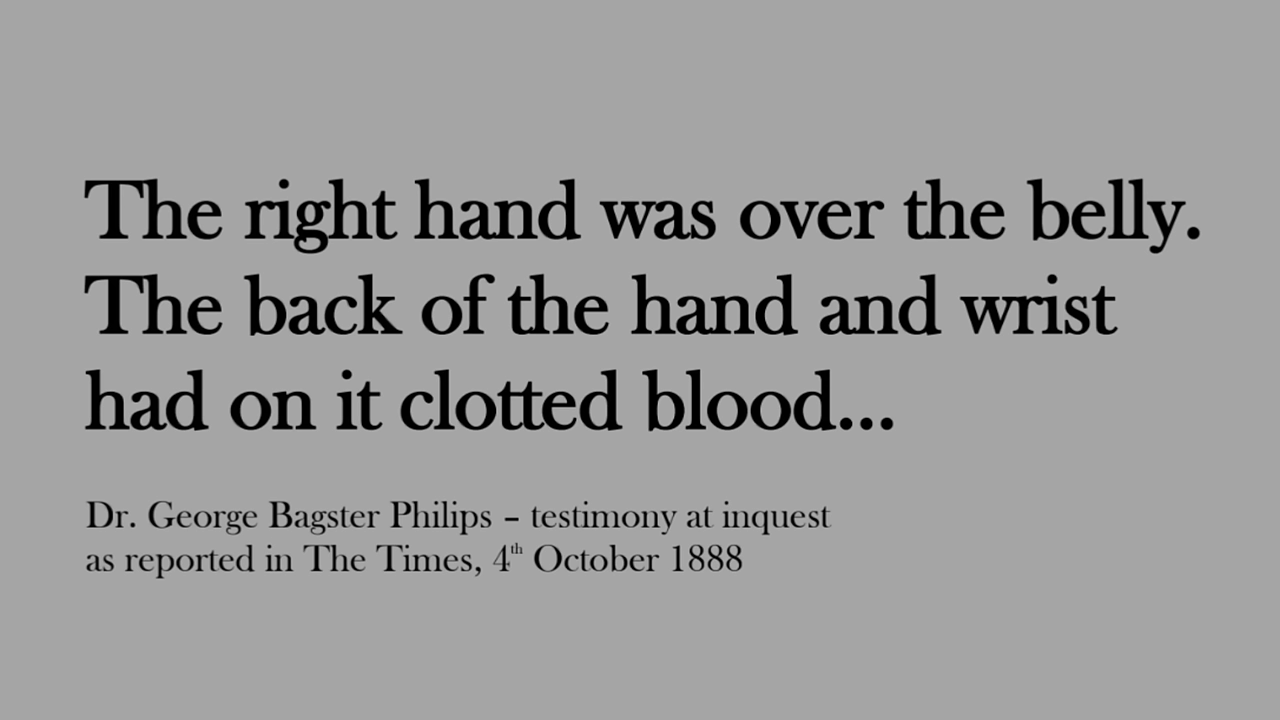 The right hand was over the belly.
The back of the hand and wrist
had on it clotted blood...
Dr. George Bagster Philips – testimony at inquest
as reported in The Times, 4th October 1888